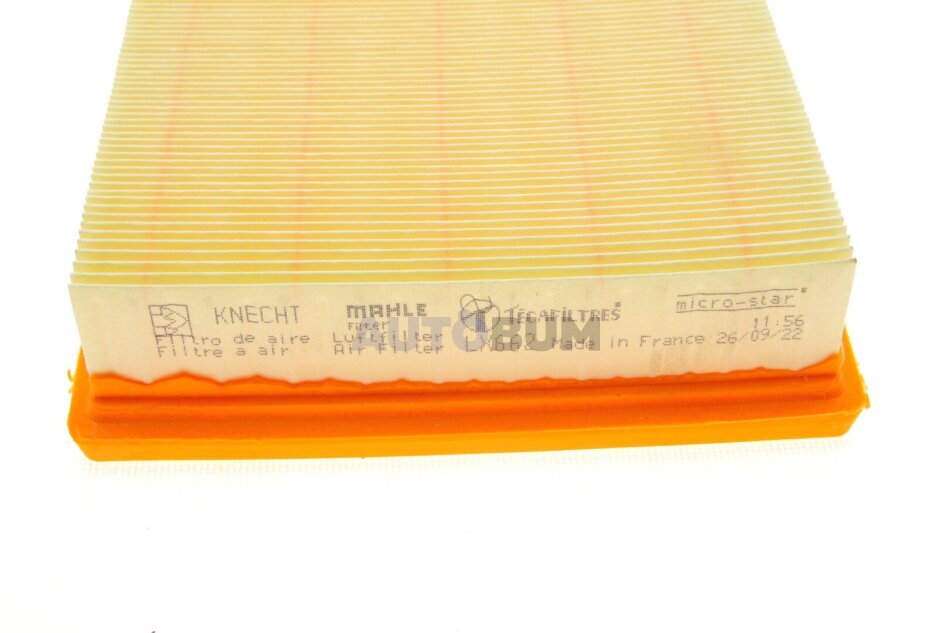 KNECHT MAHLE Filter TECAFILTRES® micro-star®
11:56
Filtro de aire Luftfilter
Filtre a air Air Filter Made in France 26/09/22
AUTOBUM